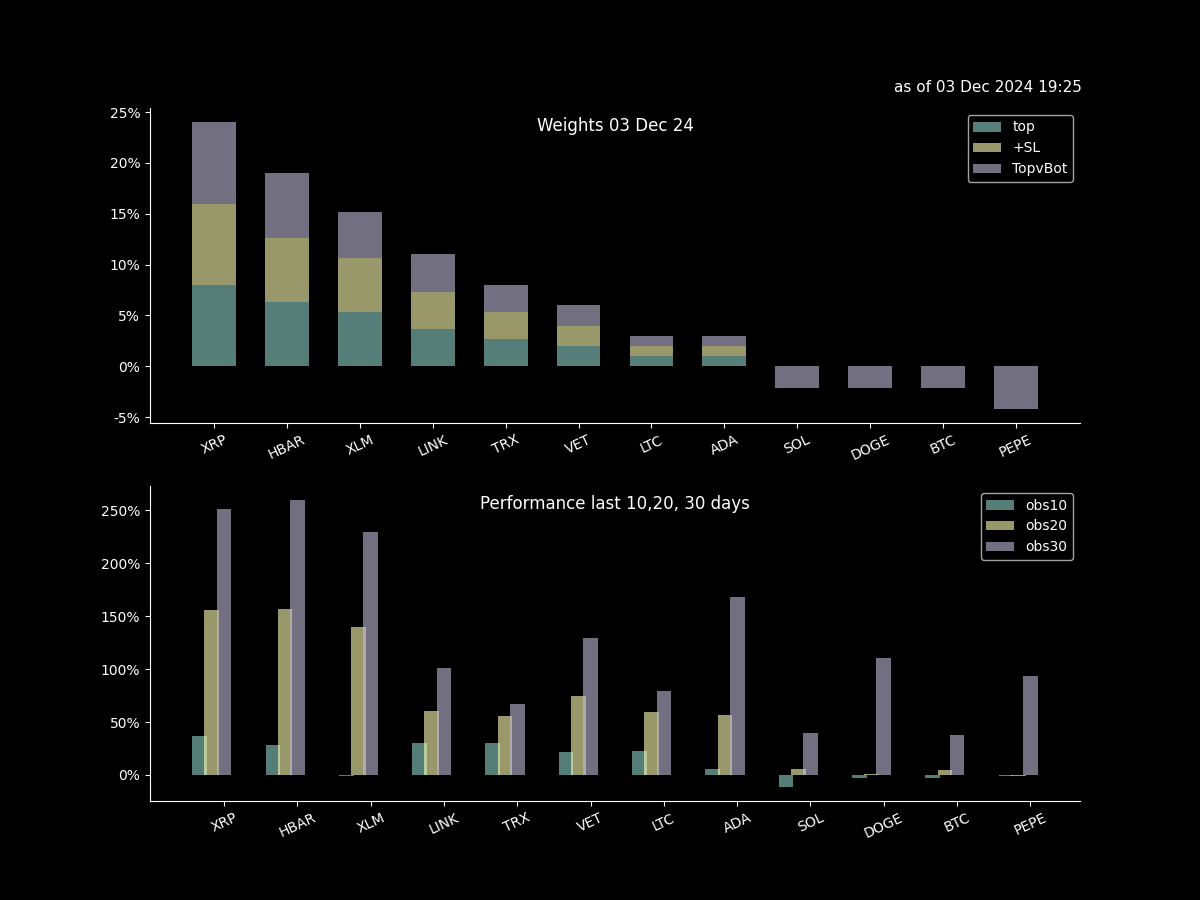 as of 03 Dec 2024 19:25
Weights 03 Dec 24
top
+SL
TopvBot
25%
20%
15%
10%
5%
0%
-5%
XRP HBAR XLM LINK TRX VET LTC ADA SOL DOGE BTC PEPE
Performance last 10,20, 30 days
obs10
obs20
obs30
250%
200%
150%
100%
50%
0%
XRP HBAR XLM LINK TRX VET LTC ADA SOL DOGE BTC PEPE